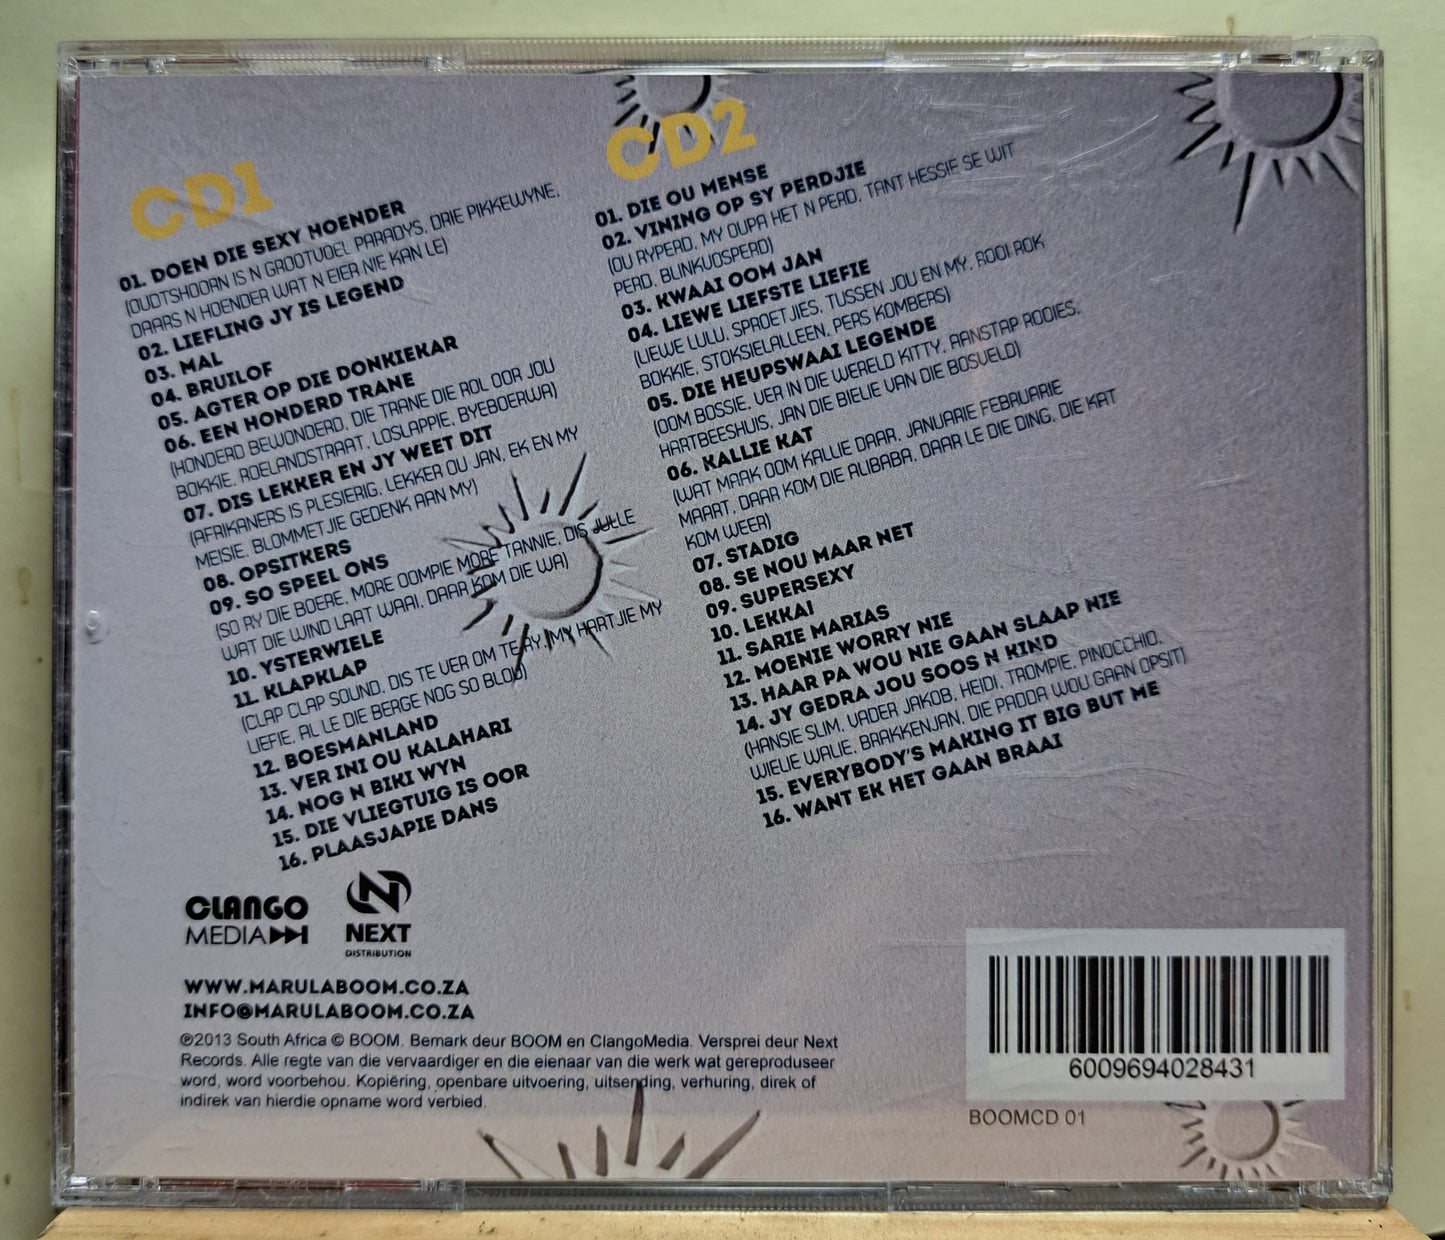 CD1
01. DOEN DIE SEXY HOENDER
(OUDTSHOORN IS N GROOTVOEL PARADYS, DRIE PIKKEWYNE,
DAARS N HOENDER WAT N EIER NIE KAN LE)
02. LIEFLING JY IS LEGEND
03. MAL
04. BRUILOF
05. AGTER OP DIE DONKIEKAR
06. EEN HONDERD TRANE
(HONDERD BEWONDERD, DIE TRANE DIE ROL OOR JOU
BOKKIE, ROELANDSTRAAT, LOSLAPPIE, BYEBOERWA)
07. DIS LEKKER EN JY WEET DIT
(AFRIKANERS IS PLESIERIG, LEKKER OU JAN, EK EN MY
MEISIE, BLOMMETJIE GEDENK AAN MY)
08. OPSITKERS
09. SO SPEEL ONS
(SO RY DIE BOERE, MORE OOMPIE MORE TANNIE, DIS JULLE
WAT DIE WIND LAAT WAAI, DAAR KOM DIE WA)
10. YSTERWIELE
11. KLAPKLAP
(CLAP CLAP SOUND, DIS TE VER OM TE RY, MY HARTJIE MY
LIEFIE, AL LE DIE BERGE NOG SO BLOU)
12. BOESMANLAND
13. VER INI OU KALAHARI
14. NOG N BIKI WYN
15. DIE VLIEGTUIG IS OOR
16. PLAASJAPIE DANS
CD2
01. DIE OU MENSE
02. VINING OP SY PERDJIE
(OU RYPERD, MY OUPA HET N PERD, TANT HESSIE SE WIT
PERD, BLINKVOSPERD)
03. KWAAI OOM JAN
04. LIEWE LIEFSTE LIEFIE
(LIEWE LULU, SPROETJIES, TUSSEN JOU EN MY, ROOI ROK
BOKKIE, STOKSIELALLEEN, PERS KOMBERS)
05. DIE HEUPSWAAI LEGENDE
(OOM BOSSIE, VER IN DIE WERELD KITTY, AANSTAP ROOIES,
HARTBEESHUIS, JAN DIE BIELIE VAN DIE BOSVELD)
06. KALLIE KAT
(WAT MAAK OOM KALLIE DAAR, JANUARIE FEBRUARIE
MAART, DAAR KOM DIE ALIBABA, DAAR LE DIE DING, DIE KAT
KOM WEER)
07. STADIG
08. SE NOU MAAR NET
09. SUPERSEXY
10. LEKKAI
11. SARIE MARIAS
12. MOENIE WORRY NIE
13. HAAR PA WOU NIE GAAN SLAAP NIE
14. JY GEDRA JOU SOOS N KIND
(HANSIE SLIM, VADER JAKOB, HEIDI, TROMPIE, PINOCCHIO,
WIELIE WALIE, BRAKKENJAN, DIE PADDA WOU GAAN OPSIT)
15. EVERYBODY'S MAKING IT BIG BUT ME
16. WANT EK HET GAAN BRAAI
CLANGO
MEDIA
N
NEXT
DISTRIBUTION
WWW.MARULABOOM.CO.ZA
INFO@MARULABOOM.CO.ZA
℗2013 South Africa © BOOM. Bemark deur BOOM en ClangoMedia. Versprei deur Next
Records. Alle regte van die vervaardiger en die eienaar van die werk wat gereproduseer
word, word voorbehou. Kopiëring, openbare uitvoering, uitsending, verhuring, direk of
indirek van hierdie opname word verbied.
6009694028431
BOOMCD 01